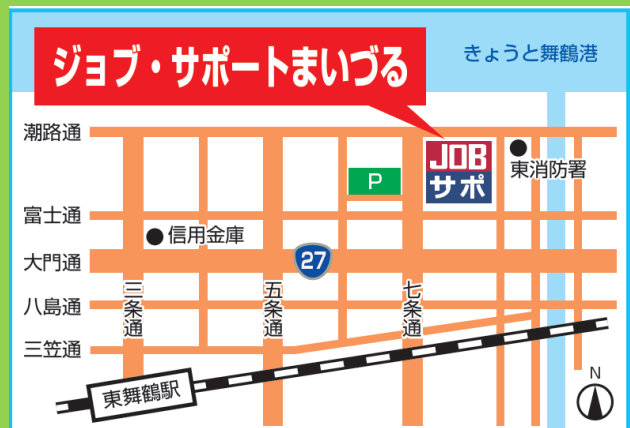 ジョブ・サポートまいづる
きょうと舞鶴港
潮路通
JOB
サポ
東消防署
P
富士通
信用金庫
大門通
27
八島通
三条通
五条通
七条通
三笠通
東舞鶴駅
N